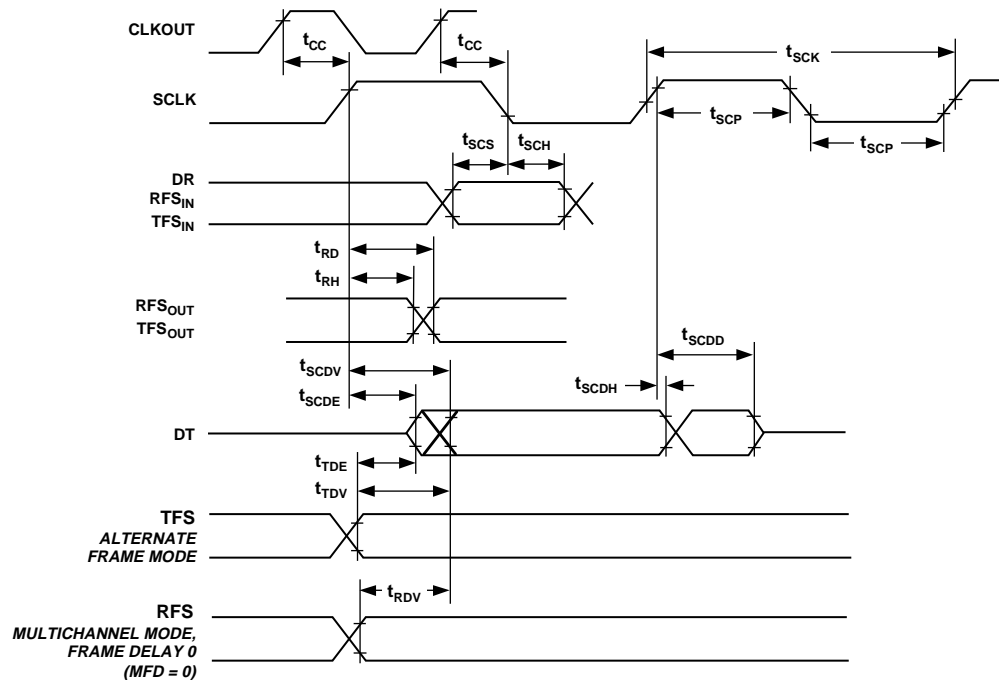 CLKOUT
tCC
tCC
tSCK
SCLK
tSCP
tSCP
tSCS
tSCH
DR
RFSIN
TFSIN
tRD
tRH
RFSOUT
TFSOUT
tSCDD
tSCDV
tSCDH
tSCDE
DT
tTDE
tTDV
TFS
ALTERNATE
FRAME MODE
tRDV
RFS
MULTICHANNEL MODE,
FRAME DELAY 0
(MFD = 0)